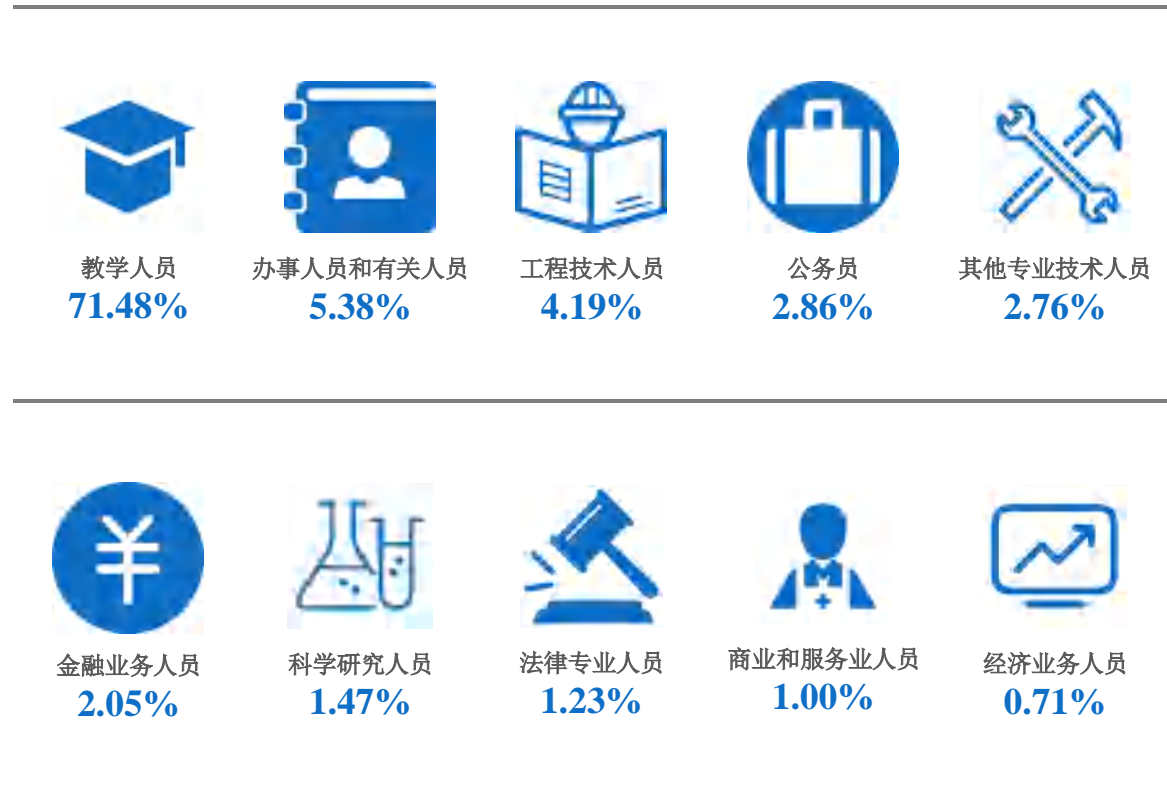 教学人员
71.48%
办事人员和有关人员
5.38%
工程技术人员
4.19%
公务员
2.86%
其他专业技术人员
2.76%
金融业务人员
2.05%
科学研究人员
1.47%
法律专业人员
1.23%
商业和服务业人员
1.00%
经济业务人员
0.71%